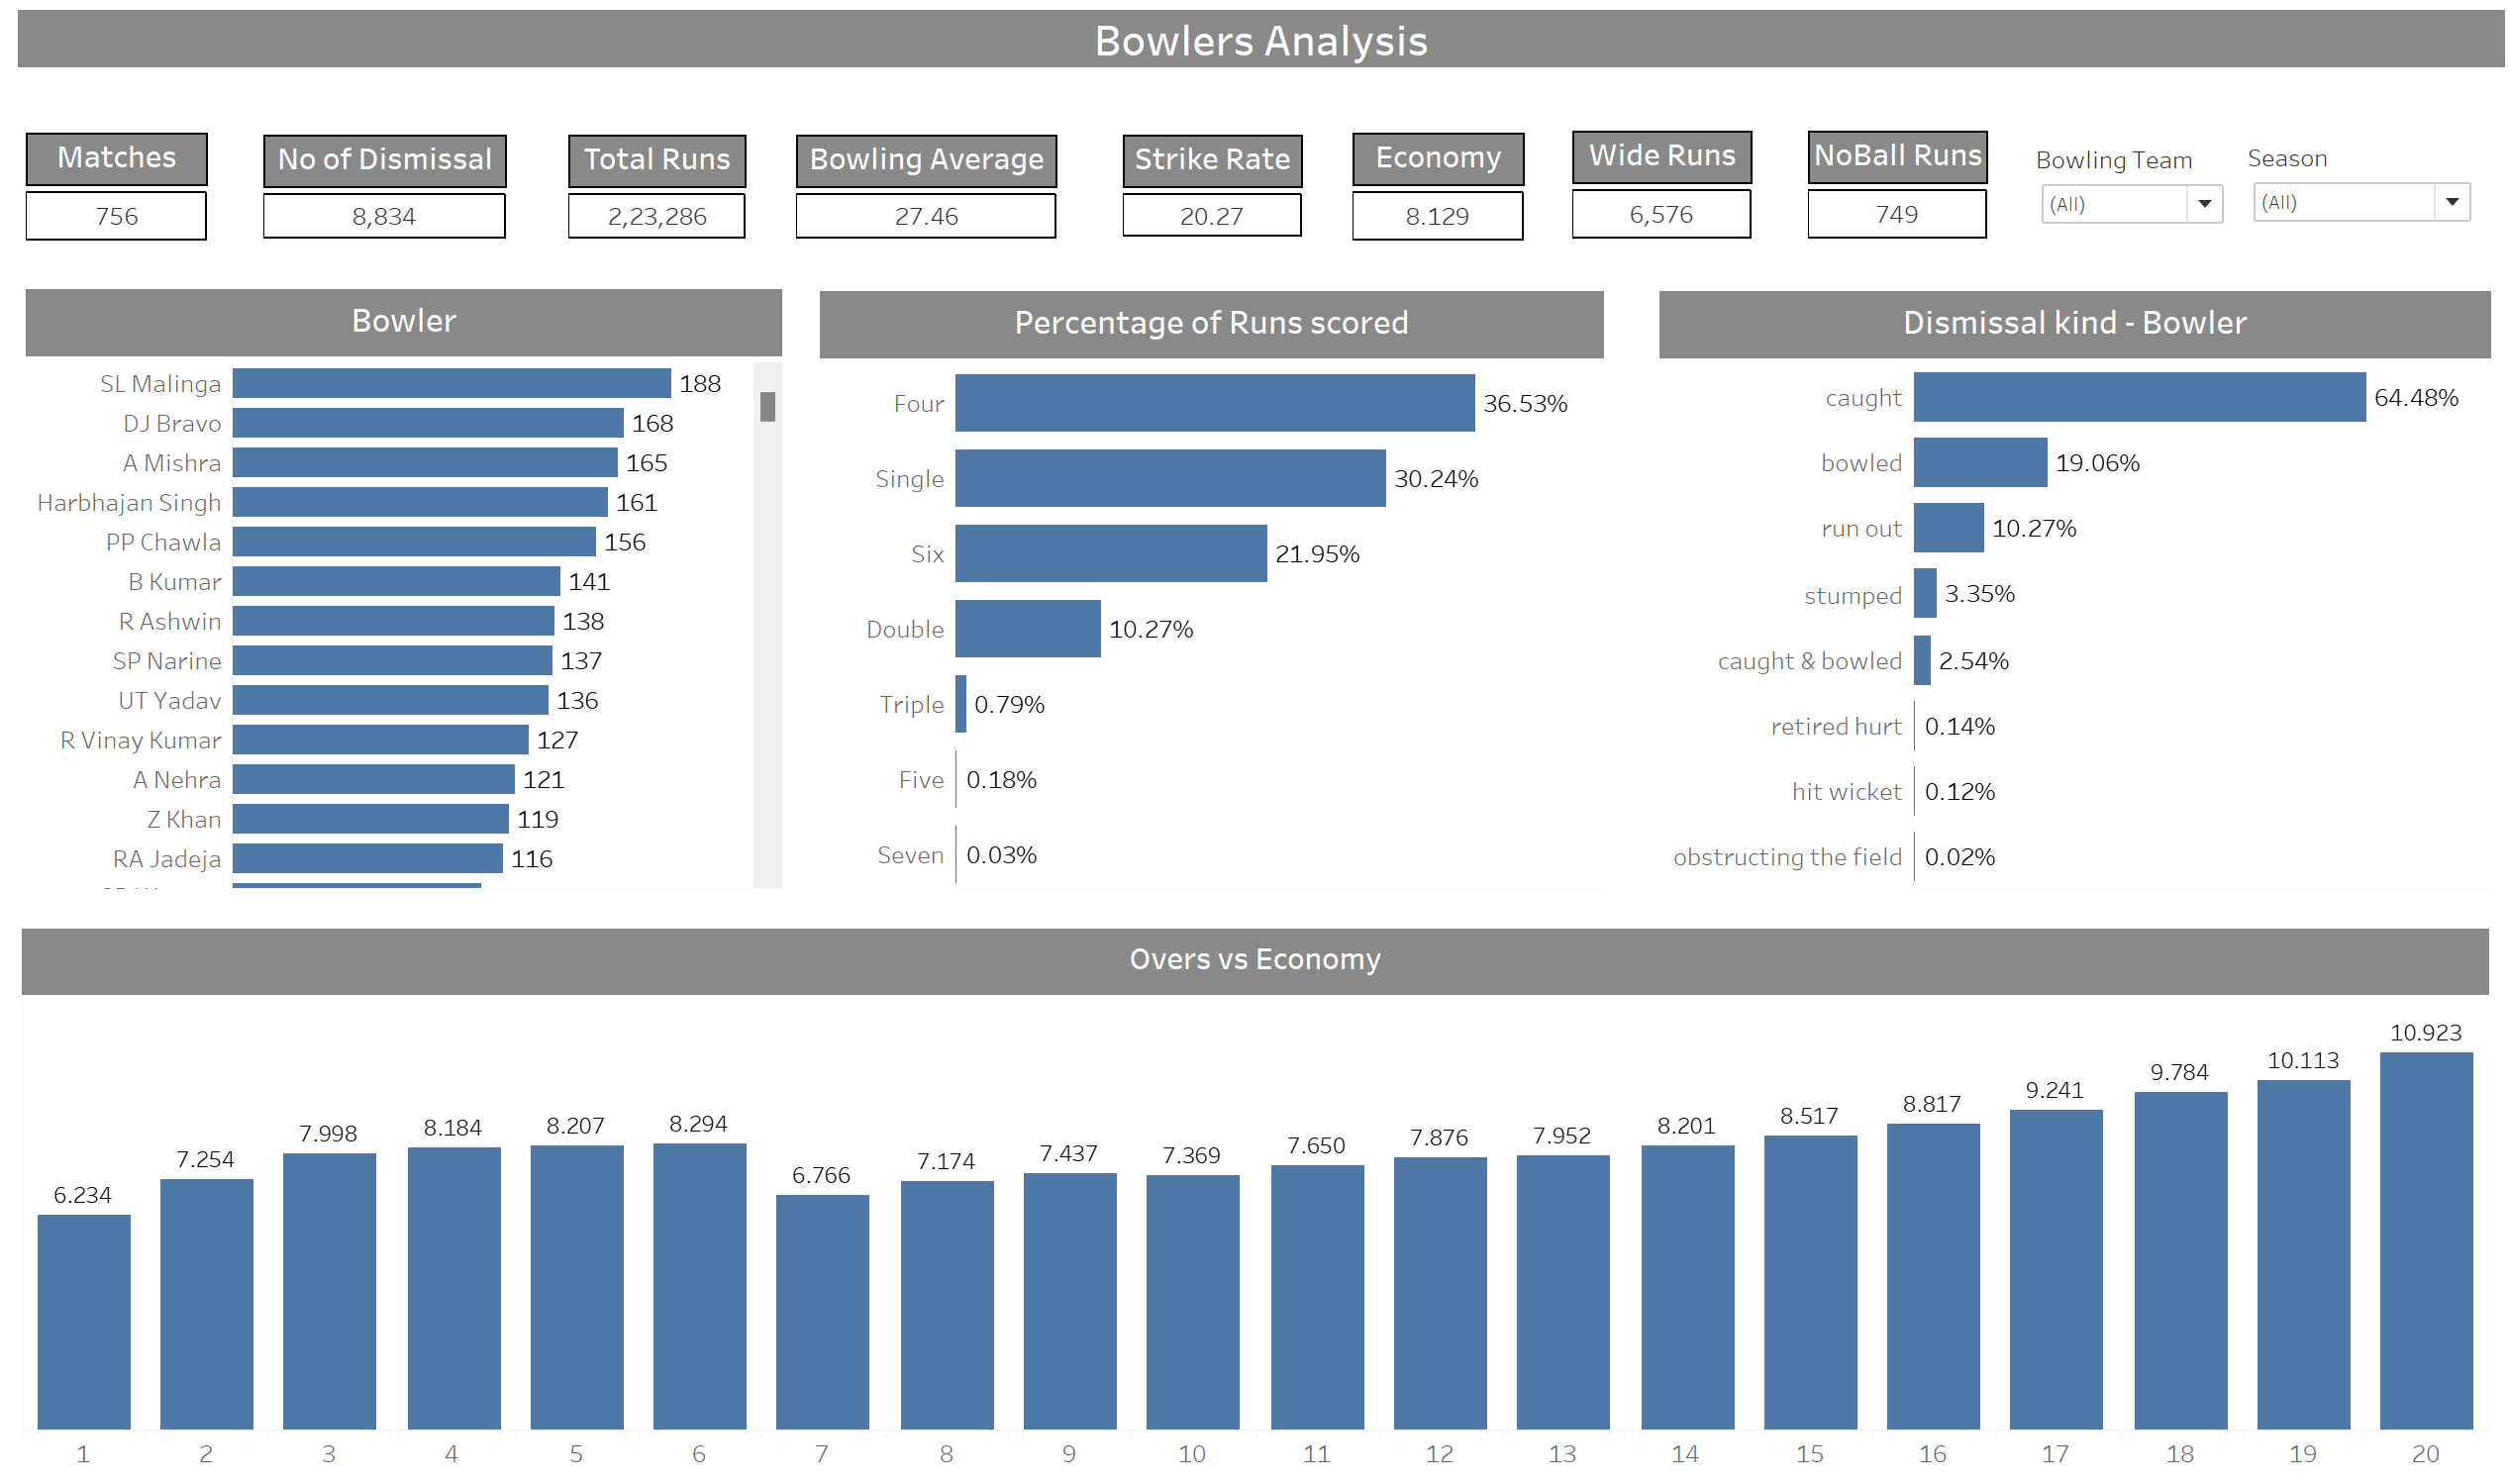 Bowlers Analysis
Matches
756
No of Dismissal
8,834
Total Runs
2,23,286
Bowling Average
27.46
Strike Rate
20.27
Economy
8.129
Wide Runs
6,576
NoBall Runs
749
Bowling Team
(All)
Season
(All)
Bowler
SL Malinga 188
DJ Bravo 168
A Mishra 165
Harbhajan Singh 161
PP Chawla 156
B Kumar 141
R Ashwin 138
SP Narine 137
UT Yadav 136
R Vinay Kumar 127
A Nehra 121
Z Khan 119
RA Jadeja 116
Percentage of Runs scored
Four 36.53%
Single 30.24%
Six 21.95%
Double 10.27%
Triple 0.79%
Five 0.18%
Seven 0.03%
Dismissal kind - Bowler
caught 64.48%
bowled 19.06%
run out 10.27%
stumped 3.35%
caught & bowled 2.54%
retired hurt 0.14%
hit wicket 0.12%
obstructing the field 0.02%
Overs vs Economy
6.234 7.254 7.998 8.184 8.207 8.294 6.766 7.174 7.437 7.369 7.650 7.876 7.952 8.201 8.517 8.817 9.241 9.784 10.113 10.923
1 2 3 4 5 6 7 8 9 10 11 12 13 14 15 16 17 18 19 20